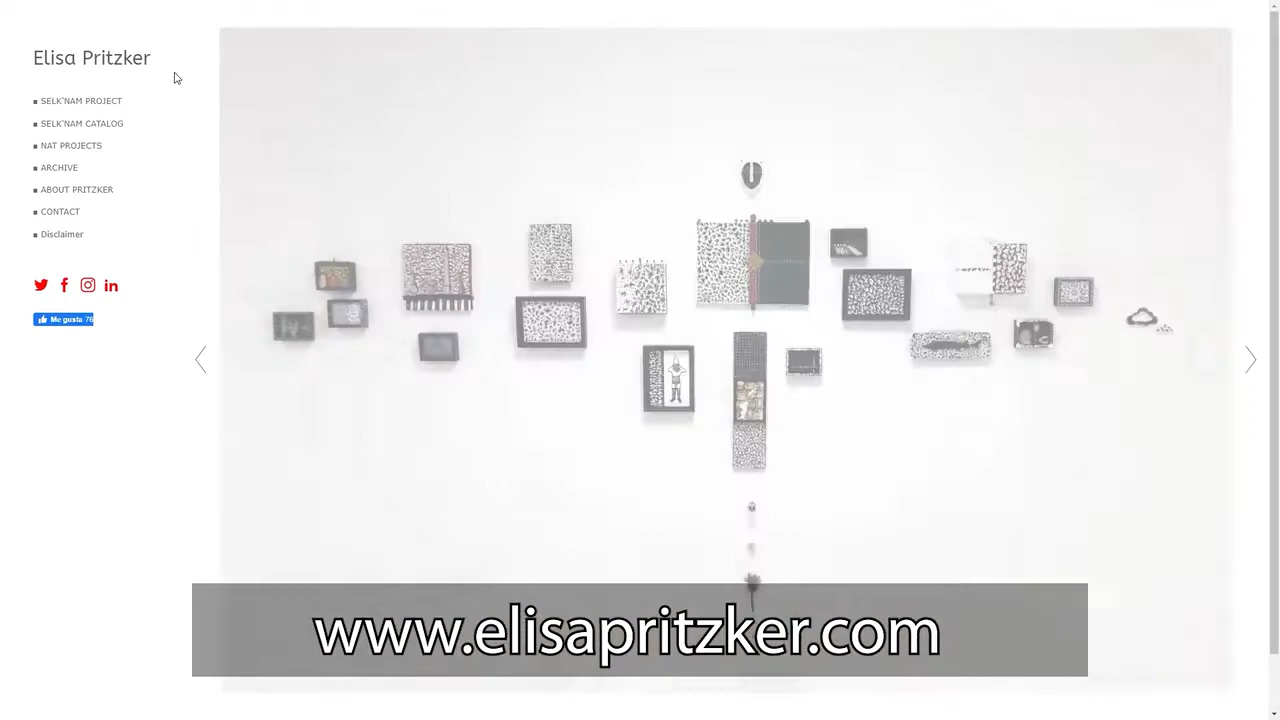 Elisa Pritzker
SELK'NAM PROJECT
SELK'NAM CATALOG
NAT PROJECTS
ARCHIVE
ABOUT PRITZKER
CONTACT
Disclaimer
Me gusta 76
www.elisapritzker.com